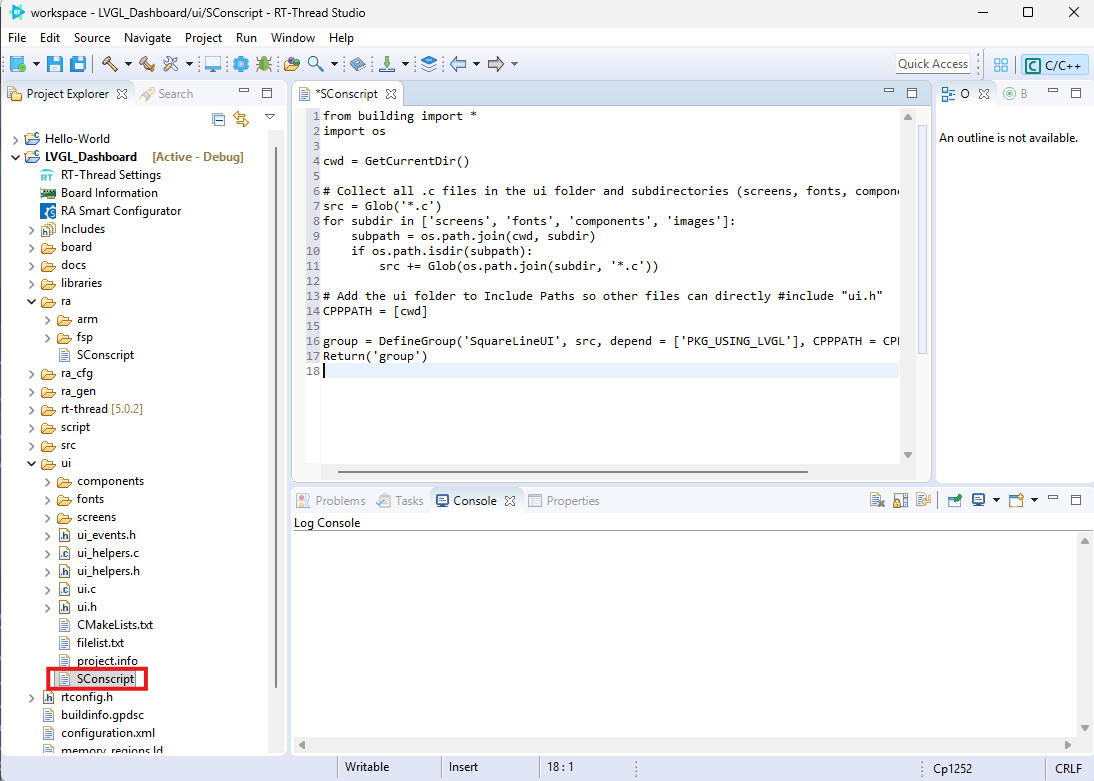 workspace - LVGL_Dashboard/ui/SConscript - RT-Thread Studio
File Edit Source Navigate Project Run Window Help
Quick Access
C/C++
Project Explorer
Search
Hello-World
LVGL_Dashboard [Active - Debug]
RT-Thread Settings
Board Information
RA Smart Configurator
Includes
board
docs
libraries
ra
arm
fsp
SConscript
ra_cfg
ra_gen
rt-thread [5.0.2]
script
src
ui
components
fonts
screens
ui_events.h
ui_helpers.c
ui_helpers.h
ui.c
ui.h
CMakeLists.txt
filelist.txt
project.info
SConscript
rtconfig.h
buildinfo.gpdsc
configuration.xml
memory_regions.ld
*SConscript
1 from building import *
2 import os
3
4 cwd = GetCurrentDir()
5
6 # Collect all .c files in the ui folder and subdirectories (screens, fonts, compone
7 src = Glob('*.c')
8 for subdir in ['screens', 'fonts', 'components', 'images']:
9     subpath = os.path.join(cwd, subdir)
10     if os.path.isdir(subpath):
11         src += Glob(os.path.join(subdir, '*.c'))
12
13 # Add the ui folder to Include Paths so other files can directly #include "ui.h"
14 CPPPATH = [cwd]
15
16 group = DefineGroup('SquareLineUI', src, depend = ['PKG_USING_LVGL'], CPPPATH = CPP
17 Return('group')
18
O
B
An outline is not available.
Problems
Tasks
Console
Properties
Log Console
Writable
Insert
18 : 1
Cp1252
CRLF